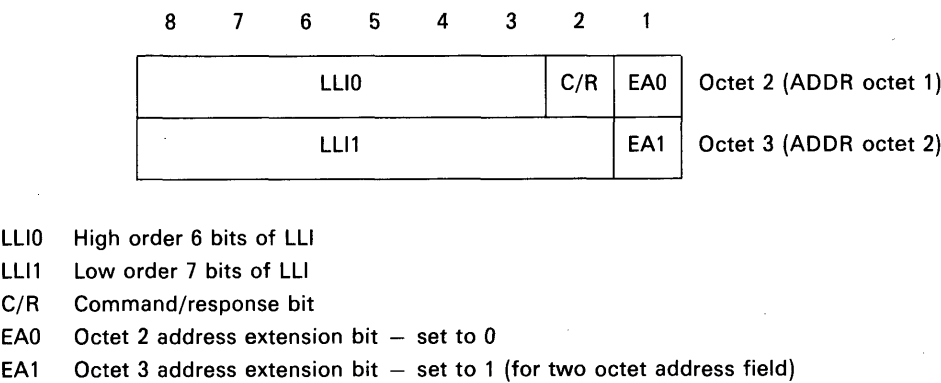 8 7 6 5 4 3 2 1
LLI0 C/R EA0 Octet 2 (ADDR octet 1)
LLI1 EA1 Octet 3 (ADDR octet 2)
LLI0 High order 6 bits of LLI
LLI1 Low order 7 bits of LLI
C/R Command/response bit
EA0 Octet 2 address extension bit — set to 0
EA1 Octet 3 address extension bit — set to 1 (for two octet address field)